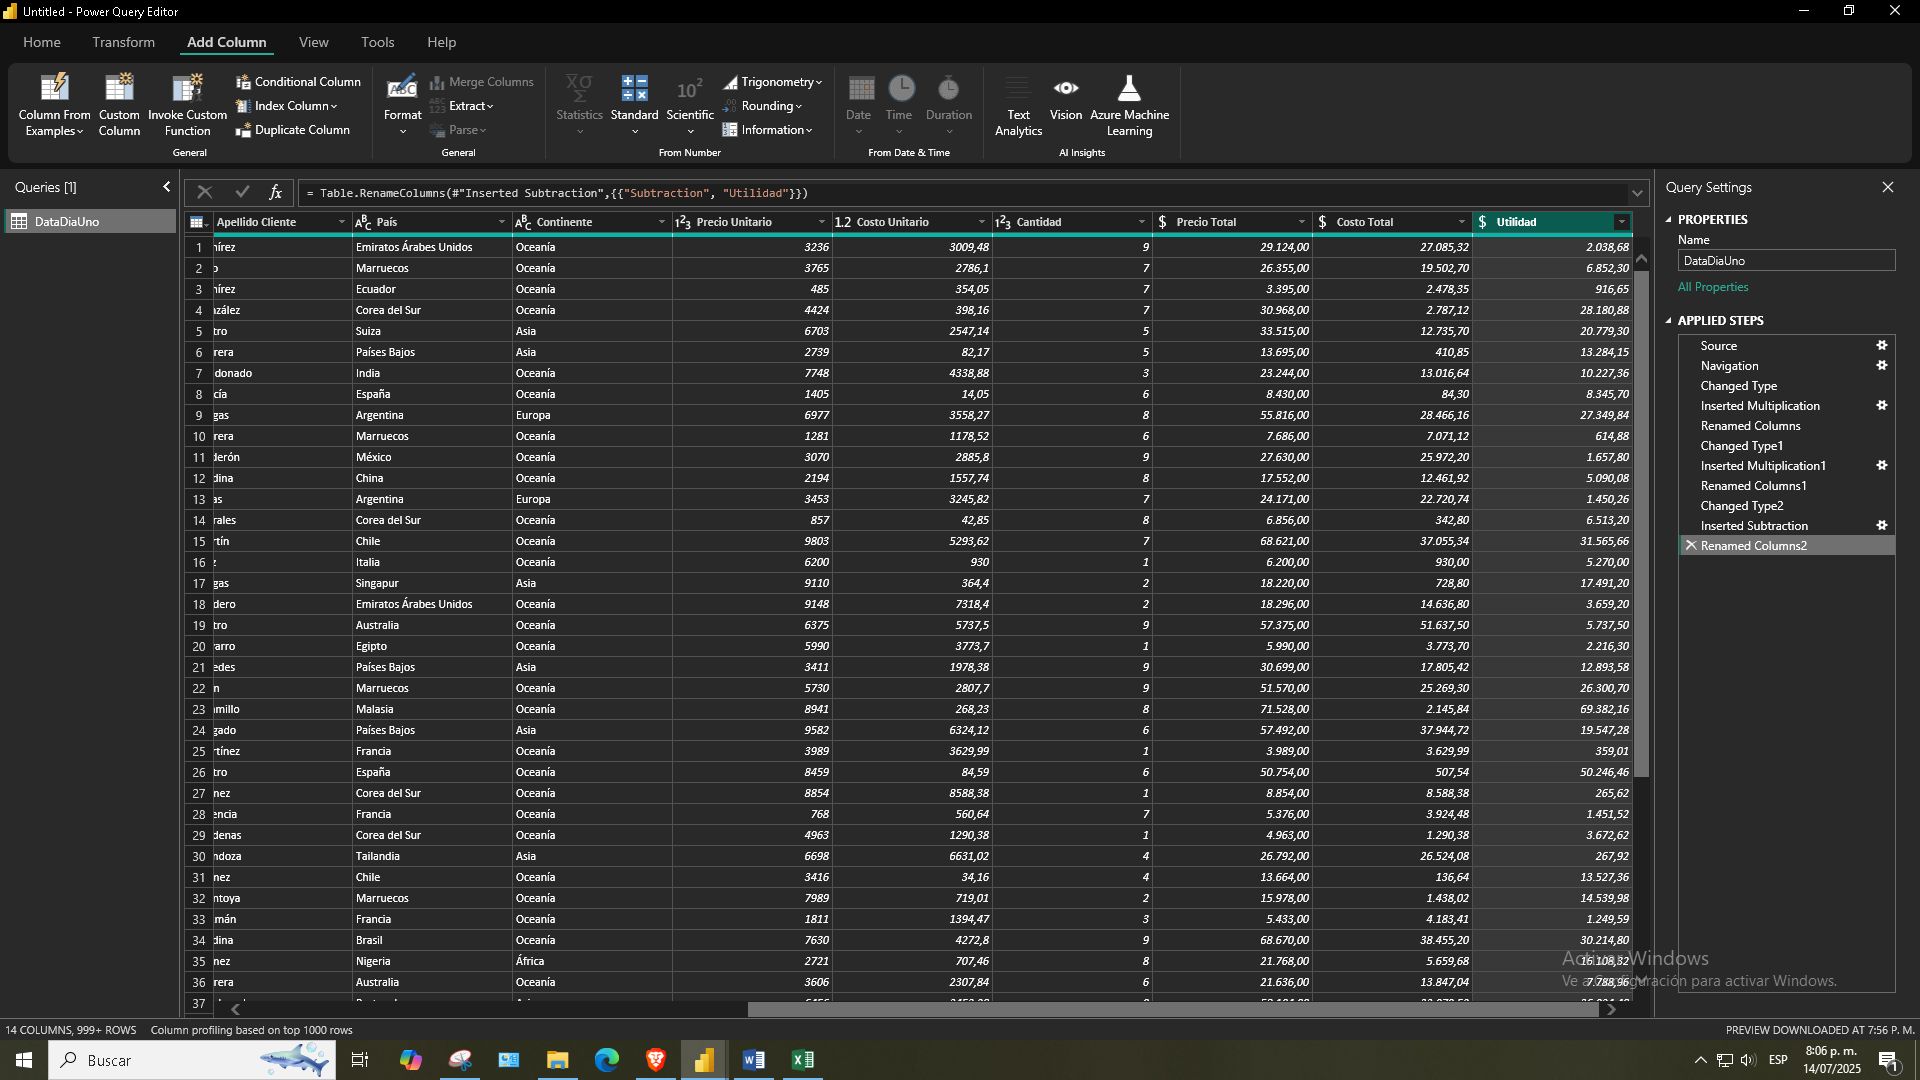 Untitled - Power Query Editor
Home Transform Add Column View Tools Help
Column From Examples
Custom Column
Invoke Custom Function
Conditional Column
Index Column
Duplicate Column
General
Format
Merge Columns
Extract
Parse
General
Statistics
Standard
Scientific
Trigonometry
Rounding
Information
From Number
Date
Time
Duration
From Date & Time
Text Analytics
Vision
Azure Machine Learning
AI Insights
Queries [1]
DataDiaUno
fx = Table.RenameColumns(#"Inserted Subtraction",{{"Subtraction", "Utilidad"}})
Apellido Cliente País Continente 1²3 Precio Unitario 1.2 Costo Unitario 1²3 Cantidad $ Precio Total $ Costo Total $ Utilidad
1 írez Emiratos Árabes Unidos Oceanía 3236 3009,48 9 29.124,00 27.085,32 2.038,68
2 o Marruecos Oceanía 3765 2786,1 7 26.355,00 19.502,70 6.852,30
3 írez Ecuador Oceanía 485 354,05 7 3.395,00 2.478,35 916,65
4 zález Corea del Sur Oceanía 4424 398,16 7 30.968,00 2.787,12 28.180,88
5 tro Suiza Asia 6703 2547,14 5 33.515,00 12.735,70 20.779,30
6 rera Países Bajos Asia 2739 82,17 5 13.695,00 410,85 13.284,15
7 donado India Oceanía 7748 4338,88 3 23.244,00 13.016,64 10.227,36
8 cía España Oceanía 1405 14,05 6 8.430,00 84,30 8.345,70
9 gas Argentina Europa 6977 3558,27 8 55.816,00 28.466,16 27.349,84
10 rera Marruecos Oceanía 1281 1178,52 6 7.686,00 7.071,12 614,88
11 derón México Oceanía 3070 2885,8 9 27.630,00 25.972,20 1.657,80
12 dina China Oceanía 2194 1557,74 8 17.552,00 12.461,92 5.090,08
13 as Argentina Europa 3453 3245,82 7 24.171,00 22.720,74 1.450,26
14 rales Corea del Sur Oceanía 857 42,85 8 6.856,00 342,80 6.513,20
15 tín Chile Oceanía 9803 5293,62 7 68.621,00 37.055,34 31.565,66
16 z Italia Oceanía 6200 930 1 6.200,00 930,00 5.270,00
17 gas Singapur Asia 9110 364,4 2 18.220,00 728,80 17.491,20
18 dero Emiratos Árabes Unidos Oceanía 9148 7318,4 2 18.296,00 14.636,80 3.659,20
19 tro Australia Oceanía 6375 5737,5 9 57.375,00 51.637,50 5.737,50
20 arro Egipto Oceanía 5990 3773,7 1 5.990,00 3.773,70 2.216,30
21 edes Países Bajos Asia 3411 1978,38 9 30.699,00 17.805,42 12.893,58
22 n Marruecos Oceanía 5730 2807,7 9 51.570,00 25.269,30 26.300,70
23 millo Malasia Oceanía 8941 268,23 8 71.528,00 2.145,84 69.382,16
24 gado Países Bajos Asia 9582 6324,12 6 57.492,00 37.944,72 19.547,28
25 tínez Francia Oceanía 3989 3629,99 1 3.989,00 3.629,99 359,01
26 tro España Oceanía 8459 84,59 6 50.754,00 507,54 50.246,46
27 nez Corea del Sur Oceanía 8854 8588,38 1 8.854,00 8.588,38 265,62
28 encia Francia Oceanía 768 560,64 7 5.376,00 3.924,48 1.451,52
29 denas Corea del Sur Oceanía 4963 1290,38 1 4.963,00 1.290,38 3.672,62
30 ndoza Tailandia Asia 6698 6631,02 4 26.792,00 26.524,08 267,92
31 nez Chile Oceanía 3416 34,16 4 13.664,00 136,64 13.527,36
32 ntoya Marruecos Oceanía 7989 719,01 2 15.978,00 1.438,02 14.539,98
33 mán Francia Oceanía 1811 1394,47 3 5.433,00 4.183,41 1.249,59
34 dina Brasil Oceanía 7630 4272,8 9 68.670,00 38.455,20 30.214,80
35 nez Nigeria África 2721 707,46 8 21.768,00 5.659,68 16.108,32
36 rera Australia Oceanía 3606 2307,84 6 21.636,00 13.847,04 7.788,96
37
Query Settings
PROPERTIES
Name
DataDiaUno
All Properties
APPLIED STEPS
Source
Navigation
Changed Type
Inserted Multiplication
Renamed Columns
Changed Type1
Inserted Multiplication1
Renamed Columns1
Changed Type2
Inserted Subtraction
Renamed Columns2
Activar Windows
Ve a Configuración para activar Windows.
14 COLUMNS, 999+ ROWS Column profiling based on top 1000 rows
PREVIEW DOWNLOADED AT 7:56 P. M.
Buscar
ESP
8:06 p. m.
14/07/2025
1